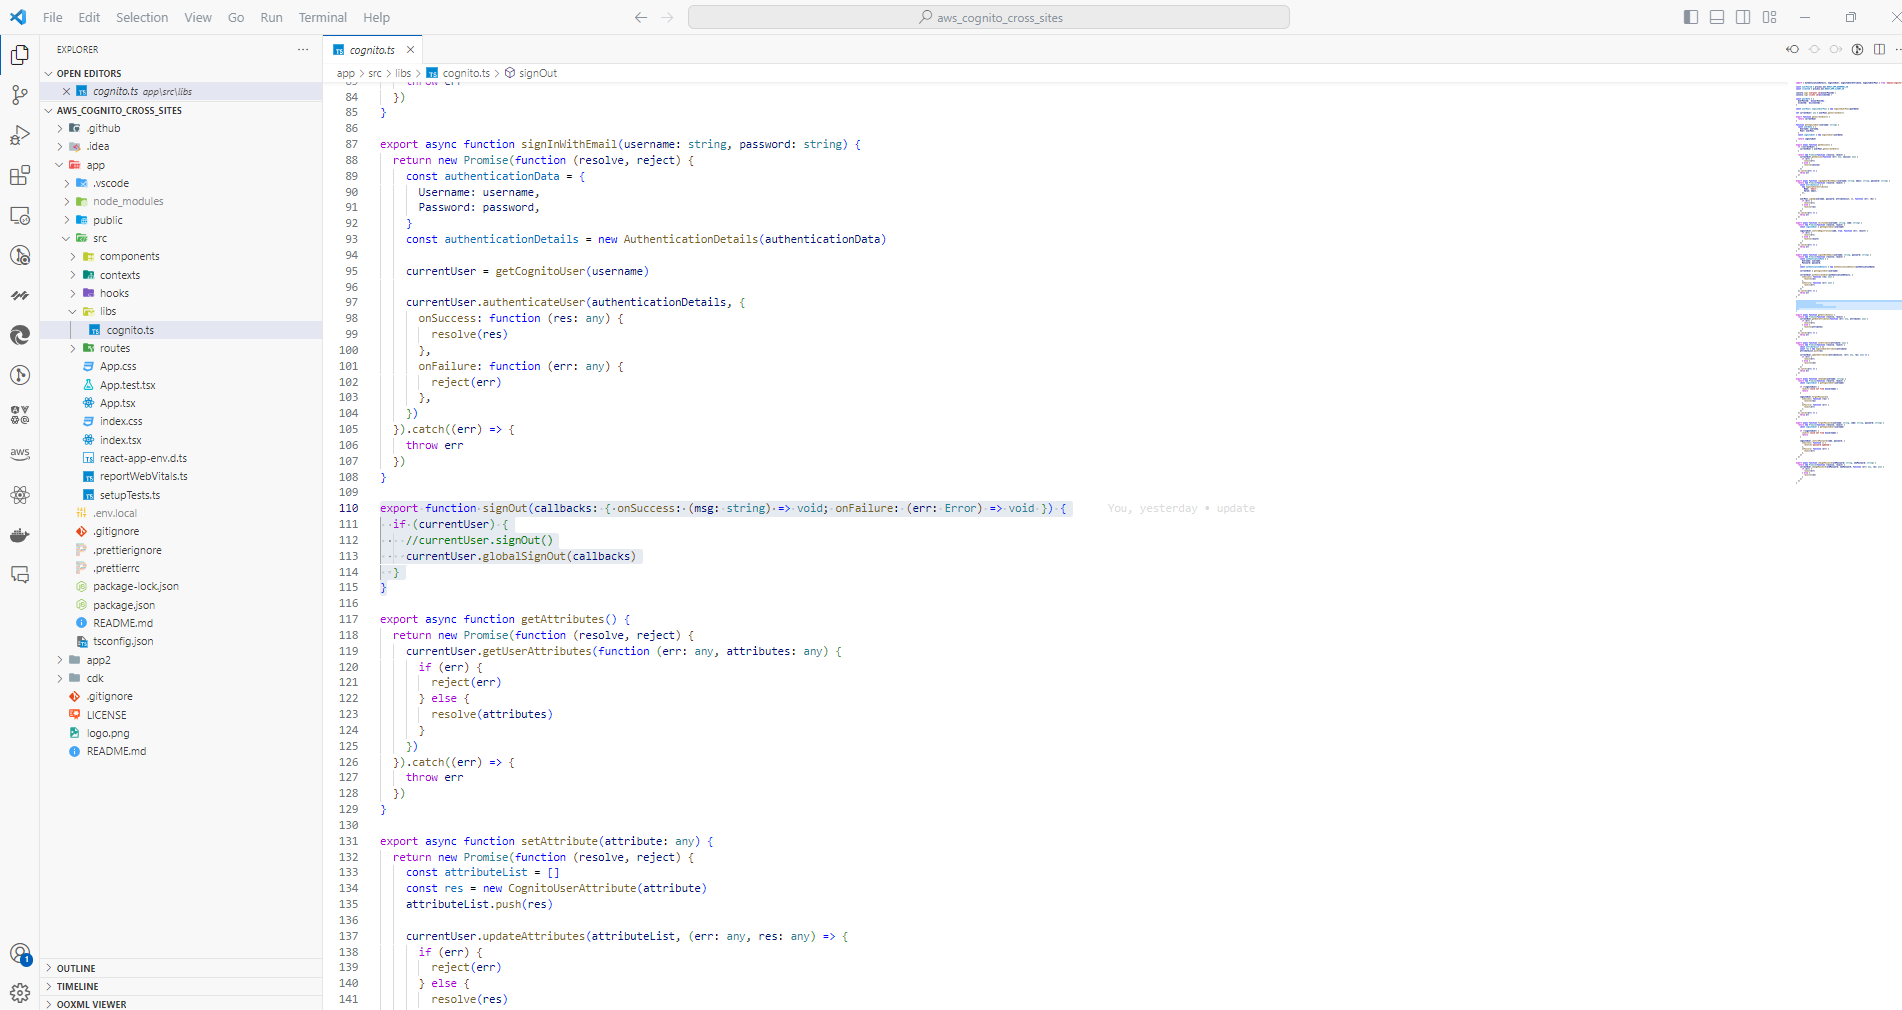 File Edit Selection View Go Run Terminal Help
aws_cognito_cross_sites
EXPLORER
OPEN EDITORS
cognito.ts app\src\libs
AWS_COGNITO_CROSS_SITES
.github
.idea
app
.vscode
node_modules
public
src
components
contexts
hooks
libs
cognito.ts
routes
App.css
App.test.tsx
App.tsx
index.css
index.tsx
react-app-env.d.ts
reportWebVitals.ts
setupTests.ts
.env.local
.gitignore
.prettierignore
.prettierrc
package-lock.json
package.json
README.md
tsconfig.json
app2
cdk
.gitignore
LICENSE
logo.png
README.md
OUTLINE
TIMELINE
OOXML VIEWER
aws
1
cognito.ts
app > src > libs > TS cognito.ts > signOut
84 })
85 }
86
87 export async function signInWithEmail(username: string, password: string) {
88 return new Promise(function (resolve, reject) {
89 const authenticationData = {
90 Username: username,
91 Password: password,
92 }
93 const authenticationDetails = new AuthenticationDetails(authenticationData)
94
95 currentUser = getCognitoUser(username)
96
97 currentUser.authenticateUser(authenticationDetails, {
98 onSuccess: function (res: any) {
99 resolve(res)
100 },
101 onFailure: function (err: any) {
102 reject(err)
103 },
104 })
105 }).catch((err) => {
106 throw err
107 })
108 }
109
110 export function signOut(callbacks: { onSuccess: (msg: string) => void; onFailure: (err: Error) => void }) { You, yesterday • update
111 if (currentUser) {
112 //currentUser.signOut()
113 currentUser.globalSignOut(callbacks)
114 }
115 }
116
117 export async function getAttributes() {
118 return new Promise(function (resolve, reject) {
119 currentUser.getUserAttributes(function (err: any, attributes: any) {
120 if (err) {
121 reject(err)
122 } else {
123 resolve(attributes)
124 }
125 })
126 }).catch((err) => {
127 throw err
128 })
129 }
130
131 export async function setAttribute(attribute: any) {
132 return new Promise(function (resolve, reject) {
133 const attributeList = []
134 const res = new CognitoUserAttribute(attribute)
135 attributeList.push(res)
136
137 currentUser.updateAttributes(attributeList, (err: any, res: any) => {
138 if (err) {
139 reject(err)
140 } else {
141 resolve(res)